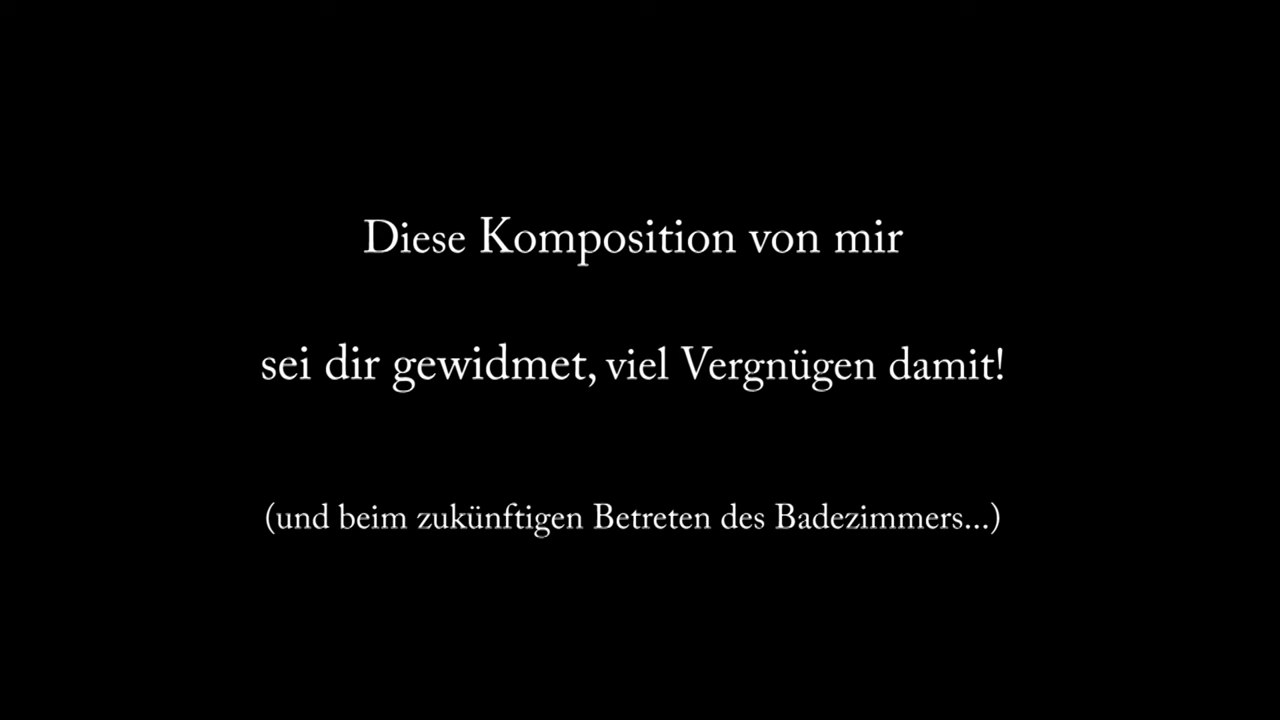 Diese Komposition von mir
sei dir gewidmet, viel Vergnügen damit!
(und beim zukünftigen Betreten des Badezimmers...)